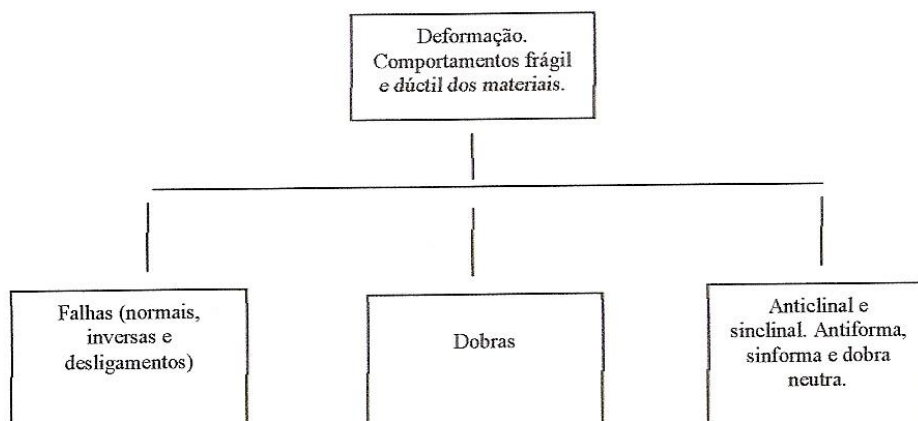 Deformação.
Comportamentos frágil
e dúctil dos materiais.
Falhas (normais,
inversas e
desligamentos)
Dobras
Anticlinal e
sinclinal. Antiforma,
sinforma e dobra
neutra.